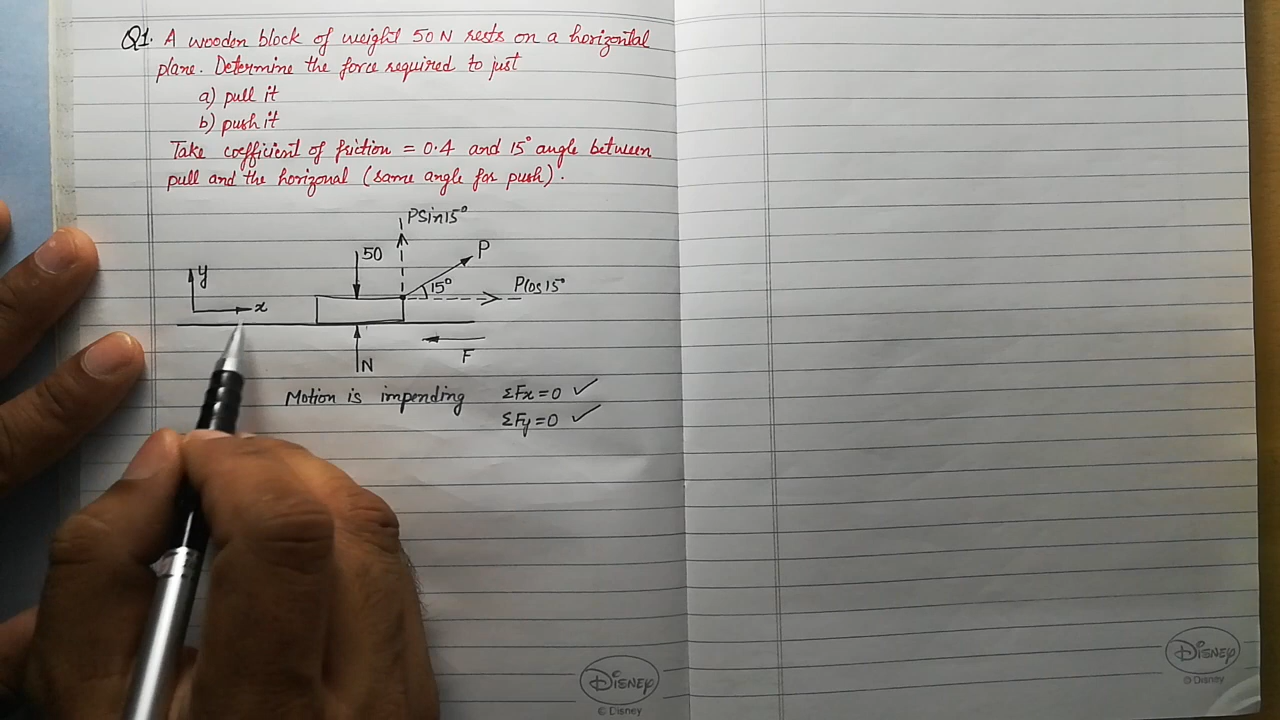 Q1. A wooden block of weight 50 N rests on a horizontal
plane. Determine the force required to just
a) pull it
b) push it
Take coefficient of friction = 0.4 and 15° angle between
pull and the horizonal (same angle for push).
PSin15°
50
P
y
15°
PCos15°
x
F
N
Motion is impending ΣFx=0 ✓
ΣFy=0 ✓
DISNEY
© Disney
DISNEY
© Disney